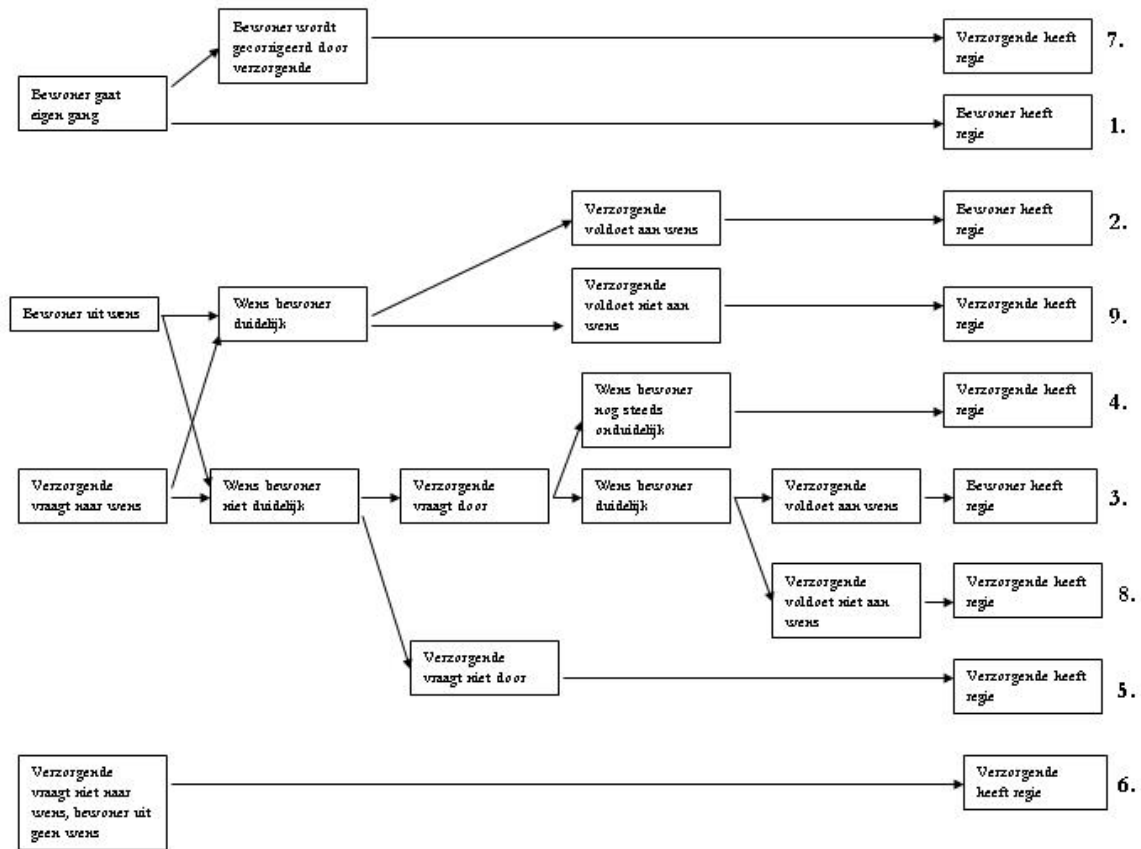 Bewoner wordt
gecorrigeerd door
verzorgende
Verzorgende heeft
regie
7.
Bewoner gaat
eigen gang
Bewoner heeft
regie
1.
Verzorgende
voldoet aan wens
Bewoner heeft
regie
2.
Bewoner uit wens
Wens bewoner
duidelijk
Verzorgende
voldoet niet aan
wens
Verzorgende heeft
regie
9.
Wens bewoner
nog steeds
onduidelijk
Verzorgende heeft
regie
4.
Verzorgende
vraagt naar wens
Wens bewoner
niet duidelijk
Verzorgende
vraagt door
Wens bewoner
duidelijk
Verzorgende
voldoet aan wens
Bewoner heeft
regie
3.
Verzorgende
voldoet niet aan
wens
Verzorgende heeft
regie
8.
Verzorgende
vraagt niet door
Verzorgende heeft
regie
5.
Verzorgende
vraagt niet naar
wens, bewoner uit
geen wens
Verzorgende
heeft regie
6.